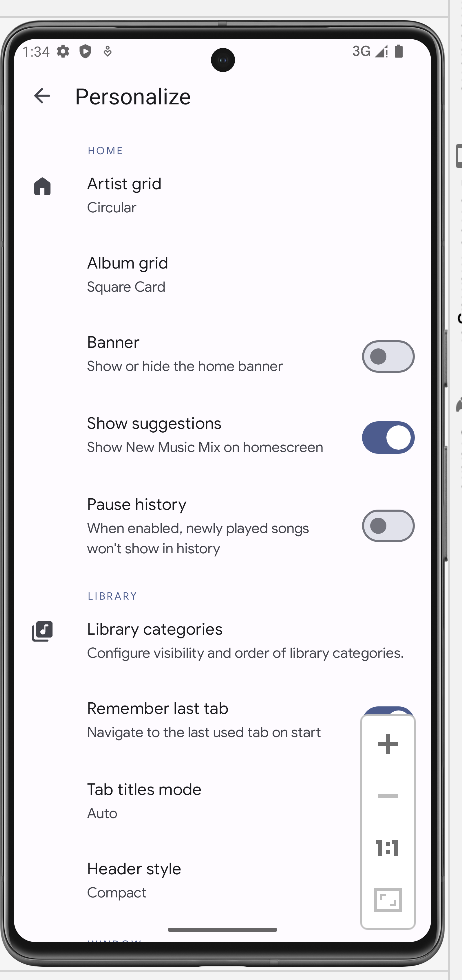 1:34
3G
Personalize
HOME
Artist grid
Circular
Album grid
Square Card
Banner
Show or hide the home banner
Show suggestions
Show New Music Mix on homescreen
Pause history
When enabled, newly played songs
won't show in history
LIBRARY
Library categories
Configure visibility and order of library categories.
Remember last tab
Navigate to the last used tab on start
Tab titles mode
Auto
1:1
Header style
Compact